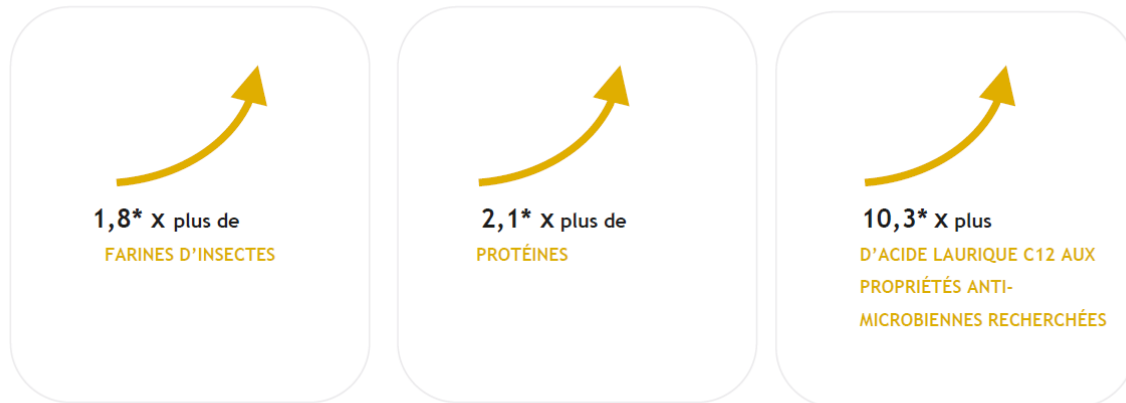 1,8* x plus de
FARINES D'INSECTES
2,1* x plus de
PROTÉINES
10,3* x plus
D'ACIDE LAURIQUE C12 AUX
PROPRIÉTÉS ANTI-
MICROBIENNES RECHERCHÉES